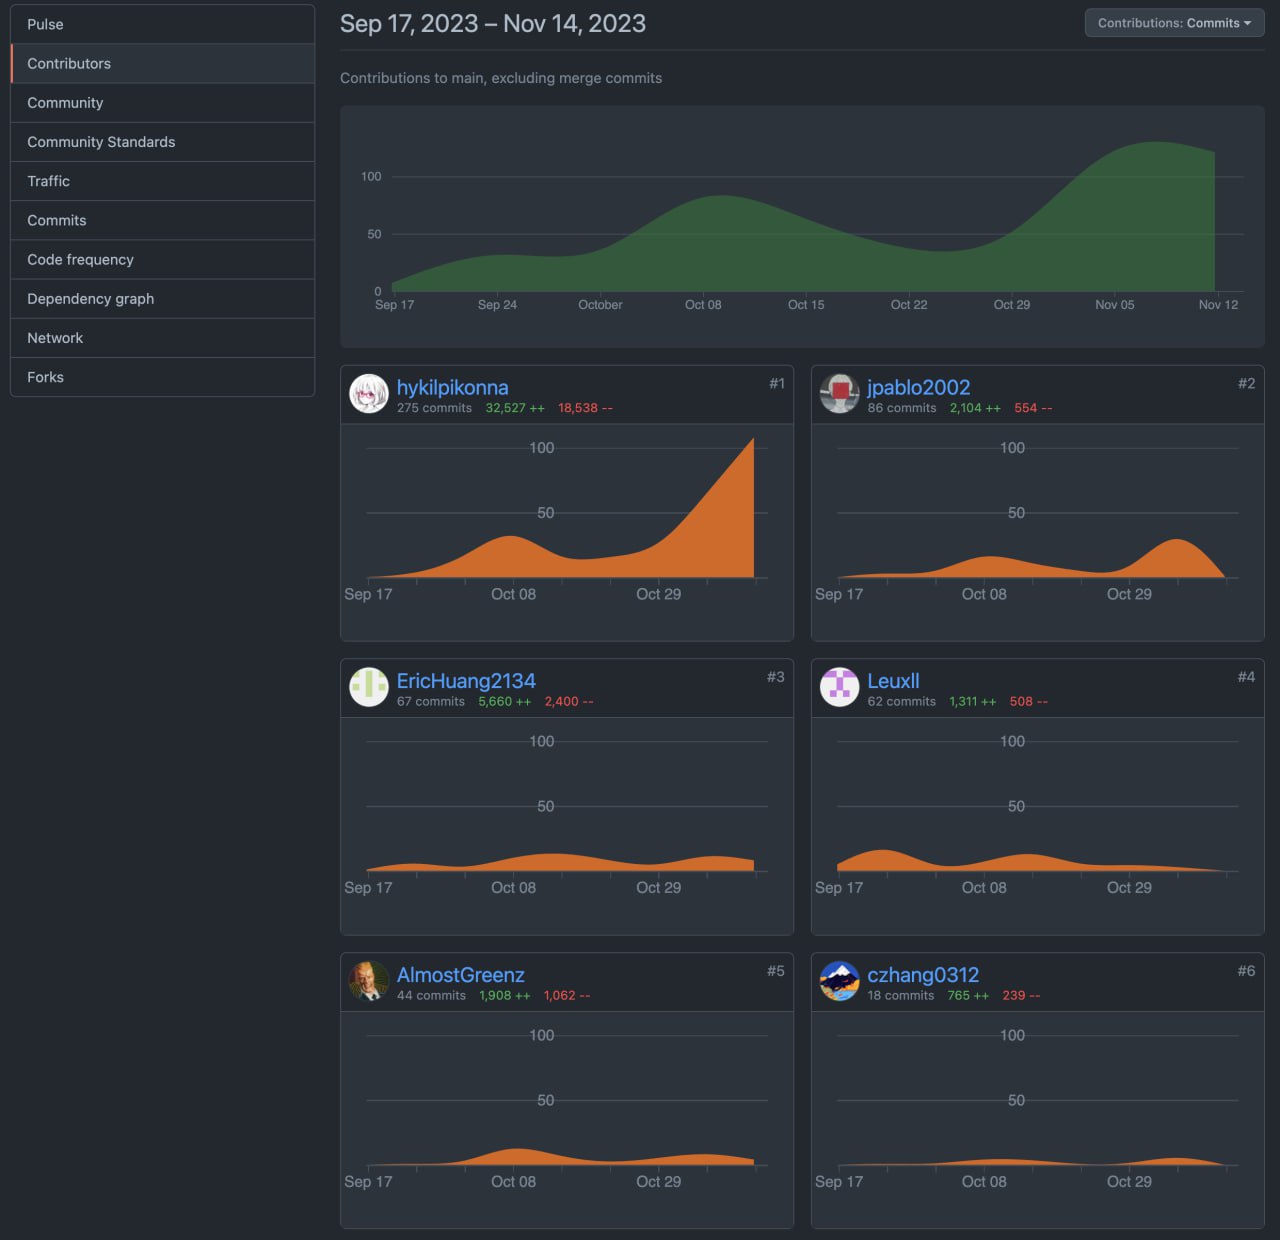 Pulse
Contributors
Community
Community Standards
Traffic
Commits
Code frequency
Dependency graph
Network
Forks
Sep 17, 2023 – Nov 14, 2023
Contributions: Commits
Contributions to main, excluding merge commits
100
50
0
Sep 17 Sep 24 October Oct 08 Oct 15 Oct 22 Oct 29 Nov 05 Nov 12
hykilpikonna #1
275 commits 32,527 ++ 18,538 --
100
50
Sep 17 Oct 08 Oct 29
jpablo2002 #2
86 commits 2,104 ++ 554 --
100
50
Sep 17 Oct 08 Oct 29
EricHuang2134 #3
67 commits 5,660 ++ 2,400 --
100
50
Sep 17 Oct 08 Oct 29
Leuxll #4
62 commits 1,311 ++ 508 --
100
50
Sep 17 Oct 08 Oct 29
AlmostGreenz #5
44 commits 1,908 ++ 1,062 --
100
50
Sep 17 Oct 08 Oct 29
czhang0312 #6
18 commits 765 ++ 239 --
100
50
Sep 17 Oct 08 Oct 29